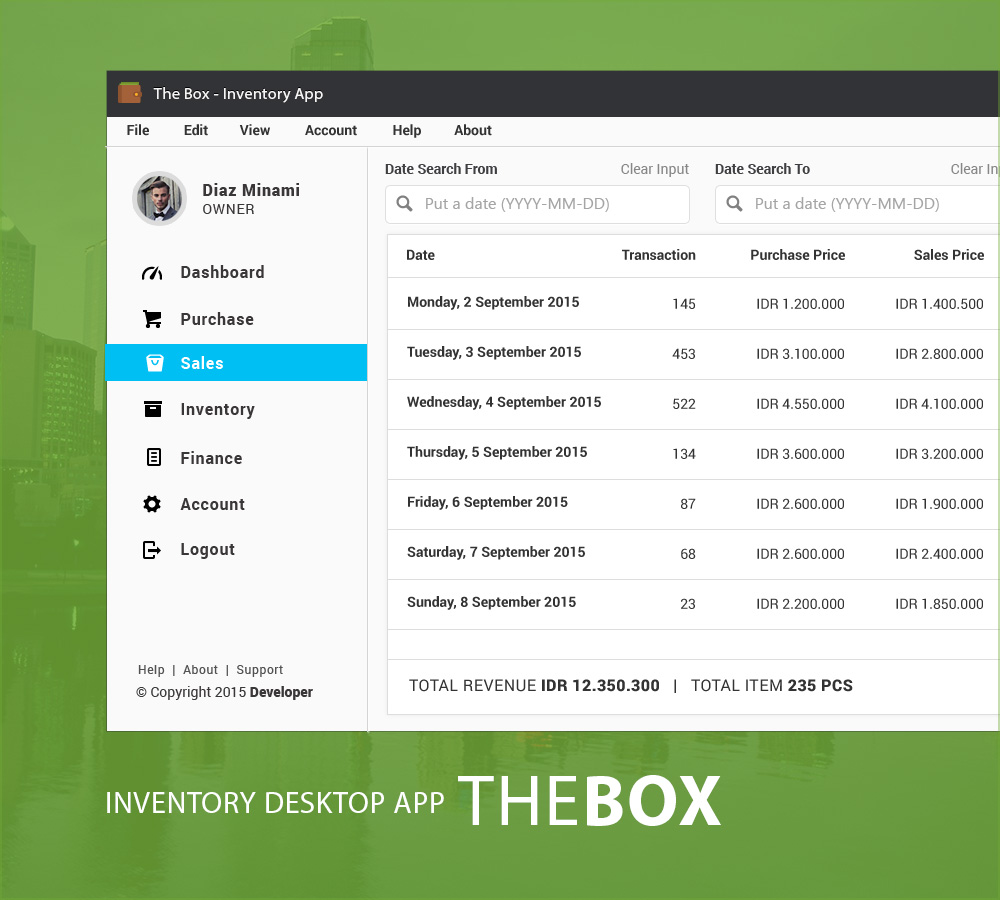 The Box - Inventory App
File Edit View Account Help About
Diaz Minami
OWNER
Dashboard
Purchase
Sales
Inventory
Finance
Account
Logout
Help | About | Support
© Copyright 2015 Developer
Date Search From Clear Input Date Search To Clear In
Put a date (YYYY-MM-DD) Put a date (YYYY-MM-DD)
Date Transaction Purchase Price Sales Price
Monday, 2 September 2015 145 IDR 1.200.000 IDR 1.400.500
Tuesday, 3 September 2015 453 IDR 3.100.000 IDR 2.800.000
Wednesday, 4 September 2015 522 IDR 4.550.000 IDR 4.100.000
Thursday, 5 September 2015 134 IDR 3.600.000 IDR 3.200.000
Friday, 6 September 2015 87 IDR 2.600.000 IDR 1.900.000
Saturday, 7 September 2015 68 IDR 2.600.000 IDR 2.400.000
Sunday, 8 September 2015 23 IDR 2.200.000 IDR 1.850.000
TOTAL REVENUE IDR 12.350.300 | TOTAL ITEM 235 PCS
INVENTORY DESKTOP APP THEBOX